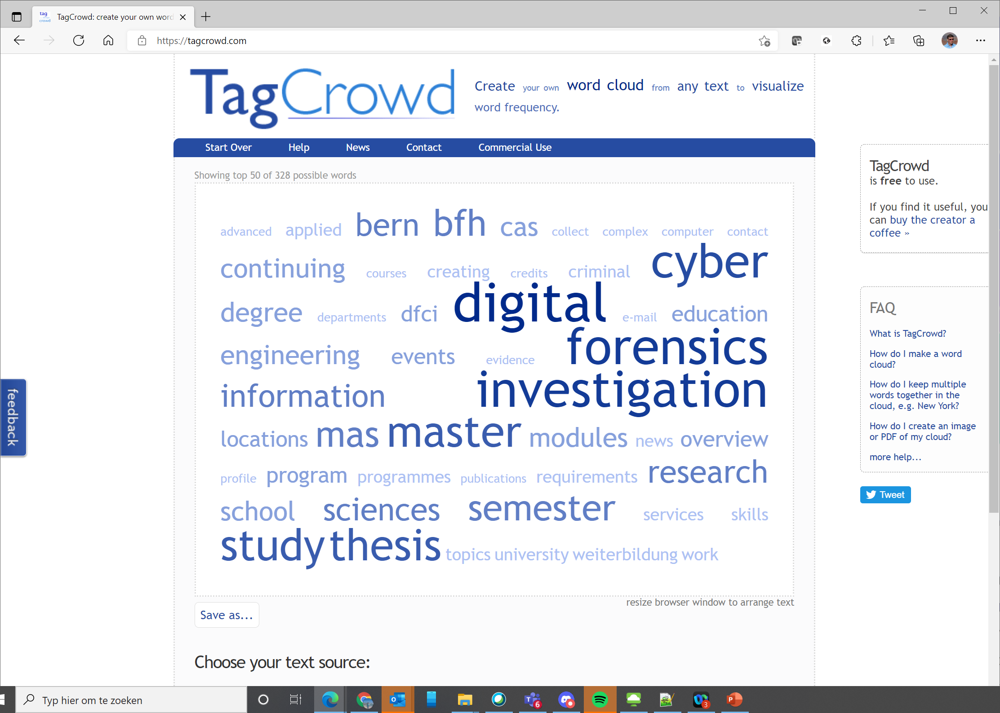 TagCrowd: create your own word
https://tagcrowd.com
TagCrowd
Create your own word cloud from any text to visualize
word frequency.
Start Over Help News Contact Commercial Use
Showing top 50 of 328 possible words
advanced applied bern bfh cas collect complex computer contact
continuing courses creating credits criminal cyber
degree departments dfci digital e-mail education
engineering events evidence forensics
information investigation
locations mas master modules news overview
profile program programmes publications requirements research
school sciences semester services skills
study thesis topics university weiterbildung work
resize browser window to arrange text
Save as...
Choose your text source:
feedback
TagCrowd
is free to use.
If you find it useful, you
can buy the creator a
coffee »
FAQ
What is TagCrowd?
How do I make a word
cloud?
How do I keep multiple
words together in the
cloud, e.g. New York?
How do I create an image
or PDF of my cloud?
more help...
Tweet
Typ hier om te zoeken
6
3